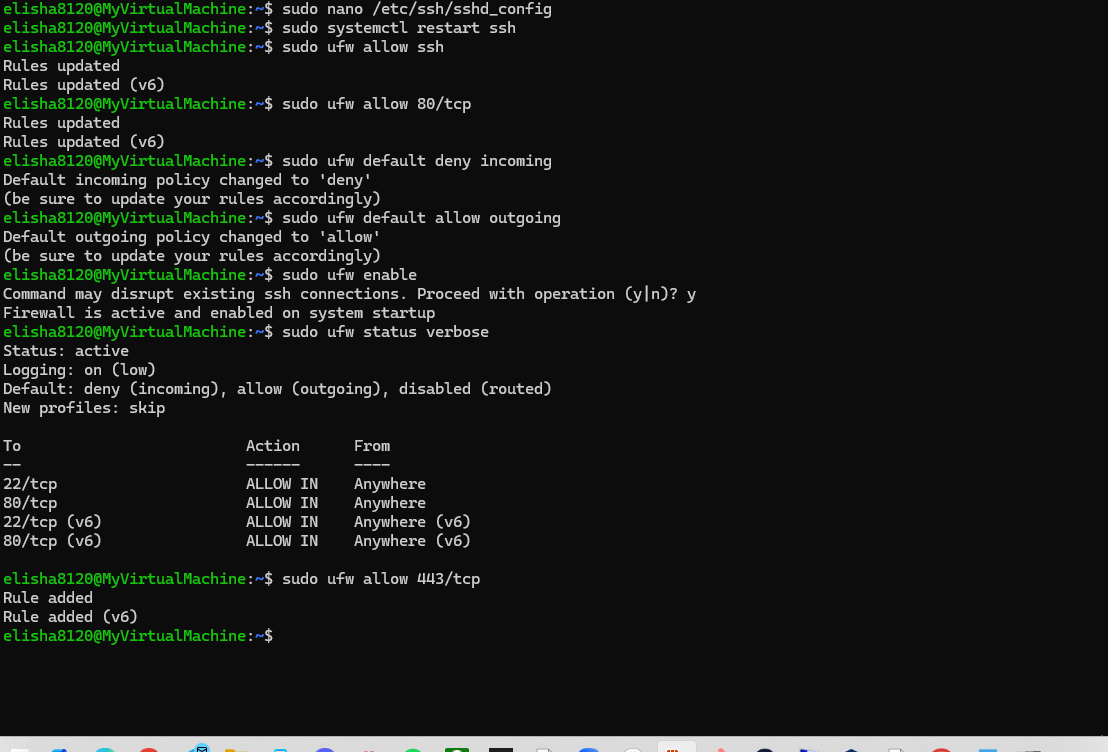 elisha8120@MyVirtualMachine:~$ sudo nano /etc/ssh/sshd_config
elisha8120@MyVirtualMachine:~$ sudo systemctl restart ssh
elisha8120@MyVirtualMachine:~$ sudo ufw allow ssh
Rules updated
Rules updated (v6)
elisha8120@MyVirtualMachine:~$ sudo ufw allow 80/tcp
Rules updated
Rules updated (v6)
elisha8120@MyVirtualMachine:~$ sudo ufw default deny incoming
Default incoming policy changed to 'deny'
(be sure to update your rules accordingly)
elisha8120@MyVirtualMachine:~$ sudo ufw default allow outgoing
Default outgoing policy changed to 'allow'
(be sure to update your rules accordingly)
elisha8120@MyVirtualMachine:~$ sudo ufw enable
Command may disrupt existing ssh connections. Proceed with operation (y|n)? y
Firewall is active and enabled on system startup
elisha8120@MyVirtualMachine:~$ sudo ufw status verbose
Status: active
Logging: on (low)
Default: deny (incoming), allow (outgoing), disabled (routed)
New profiles: skip

To                         Action      From
--                         ------      ----
22/tcp                     ALLOW IN    Anywhere
80/tcp                     ALLOW IN    Anywhere
22/tcp (v6)                ALLOW IN    Anywhere (v6)
80/tcp (v6)                ALLOW IN    Anywhere (v6)

elisha8120@MyVirtualMachine:~$ sudo ufw allow 443/tcp
Rule added
Rule added (v6)
elisha8120@MyVirtualMachine:~$